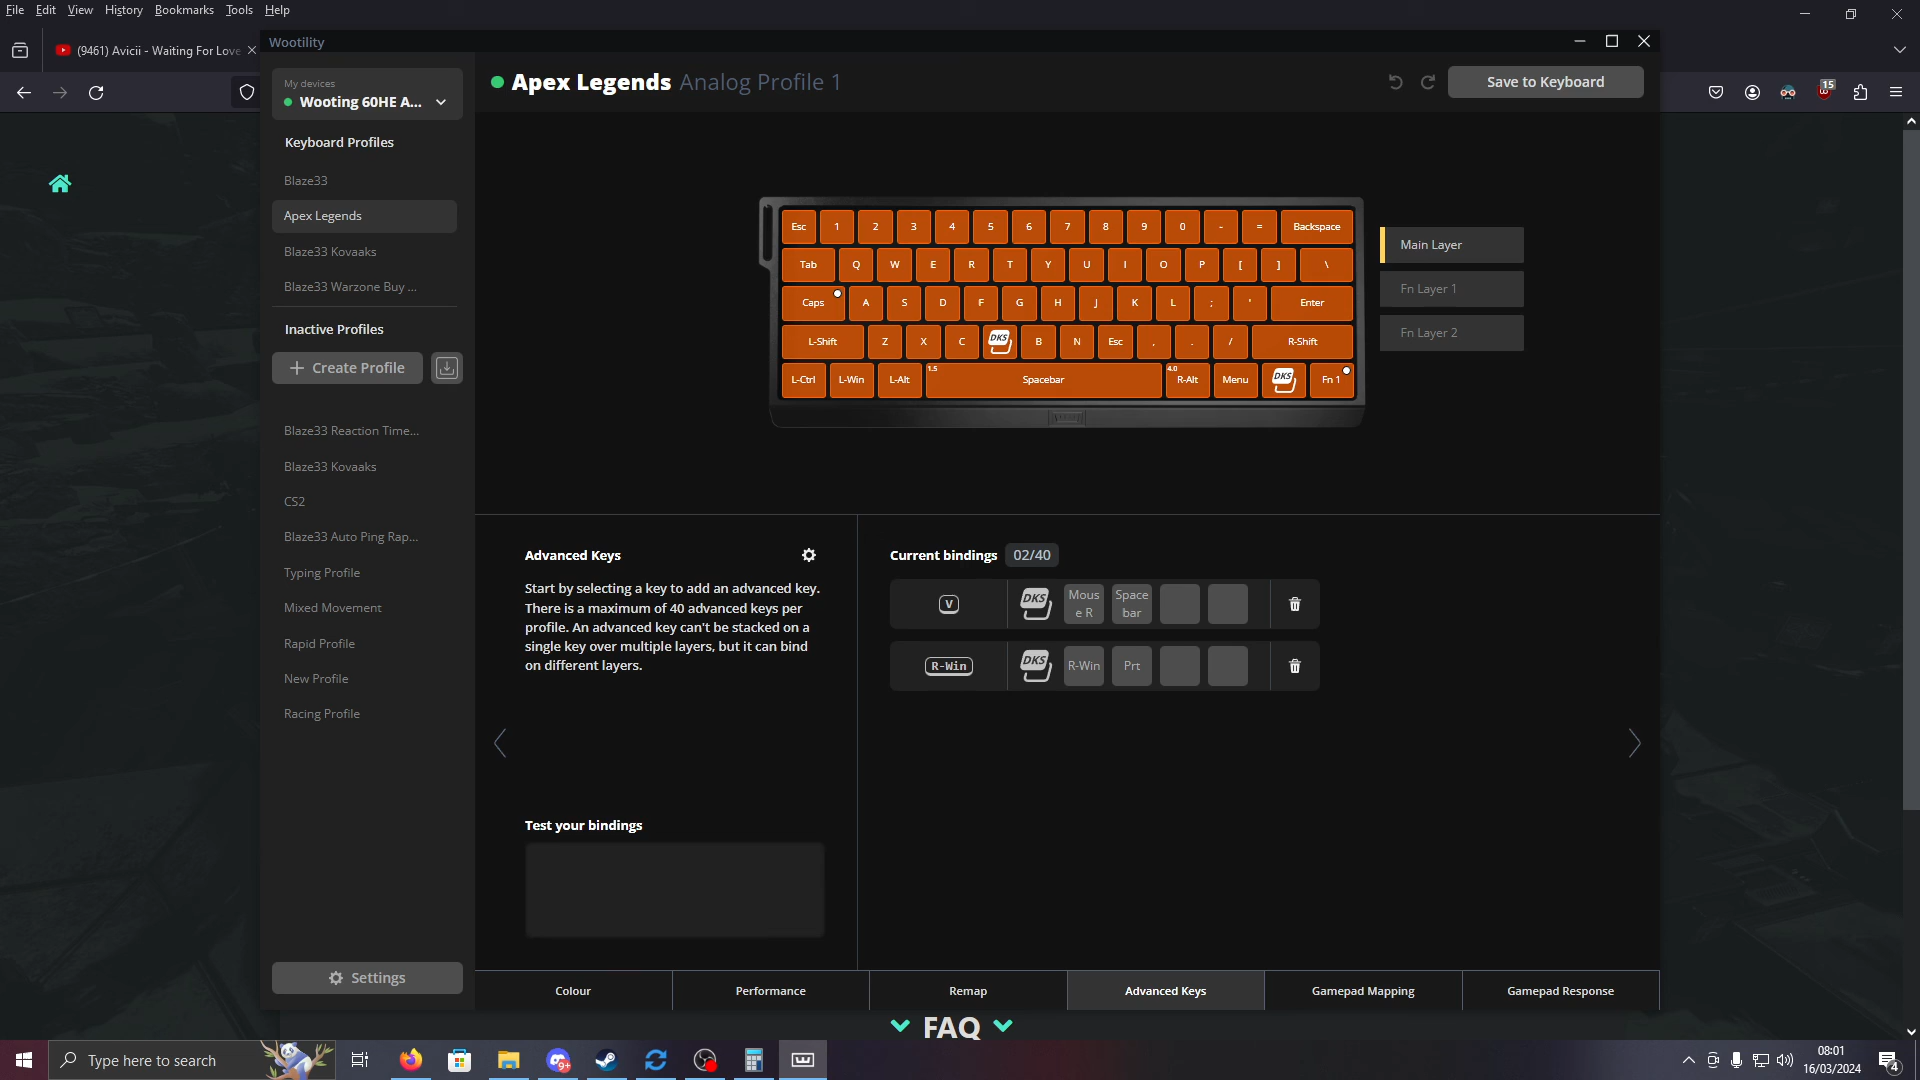 File Edit View History Bookmarks Tools Help
(9461) Avicii - Waiting For Love
Wootility
My devices
Wooting 60HE A...
Apex Legends Analog Profile 1
Save to Keyboard
15
Keyboard Profiles
Blaze33
Apex Legends
Blaze33 Kovaaks
Blaze33 Warzone Buy ...
Inactive Profiles
Create Profile
Blaze33 Reaction Time...
Blaze33 Kovaaks
CS2
Blaze33 Auto Ping Rap...
Typing Profile
Mixed Movement
Rapid Profile
New Profile
Racing Profile
Settings
Esc 1 2 3 4 5 6 7 8 9 0 - = Backspace
Tab Q W E R T Y U I O P [ ] \
Caps A S D F G H J K L ; ' Enter
L-Shift Z X C DKS B N Esc , . / R-Shift
L-Ctrl L-Win L-Alt 1.5 Spacebar 4.0 R-Alt Menu DKS Fn 1
Main Layer
Fn Layer 1
Fn Layer 2
Advanced Keys
Start by selecting a key to add an advanced key.
There is a maximum of 40 advanced keys per
profile. An advanced key can't be stacked on a
single key over multiple layers, but it can bind
on different layers.
Test your bindings
Current bindings 02/40
V DKS Mous
e R Space
bar
R-Win DKS R-Win Prt
Colour Performance Remap Advanced Keys Gamepad Mapping Gamepad Response
FAQ
Type here to search
9+
08:01
16/03/2024
4